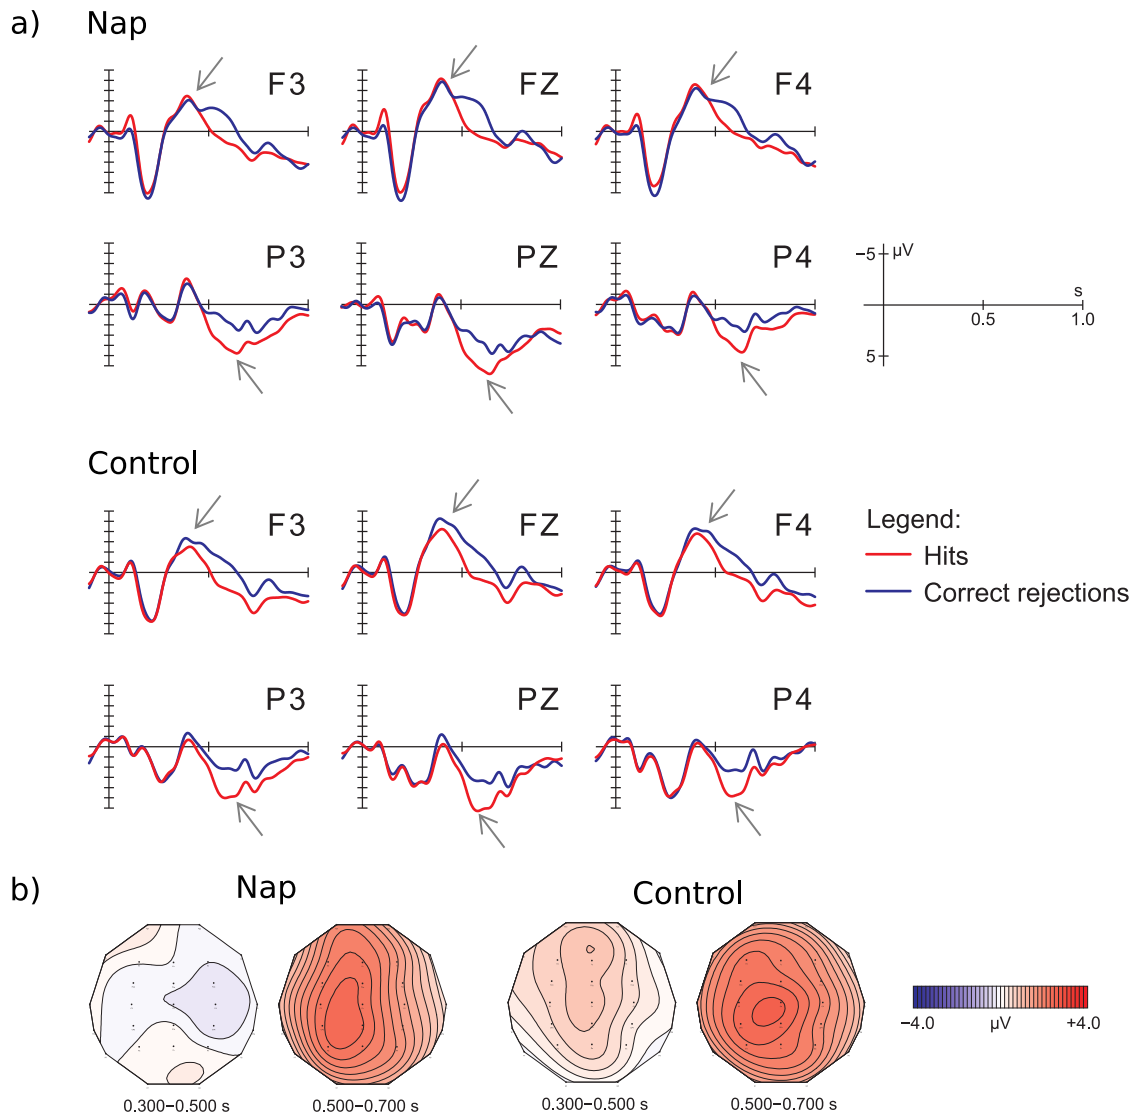 a) Nap
F3 FZ F4
P3 PZ P4
−5 µV
s
0.5 1.0
5
Control
F3 FZ F4
Legend:
Hits
Correct rejections
P3 PZ P4
b) Nap Control
−4.0 µV +4.0
0.300−0.500 s 0.500−0.700 s 0.300−0.500 s 0.500−0.700 s